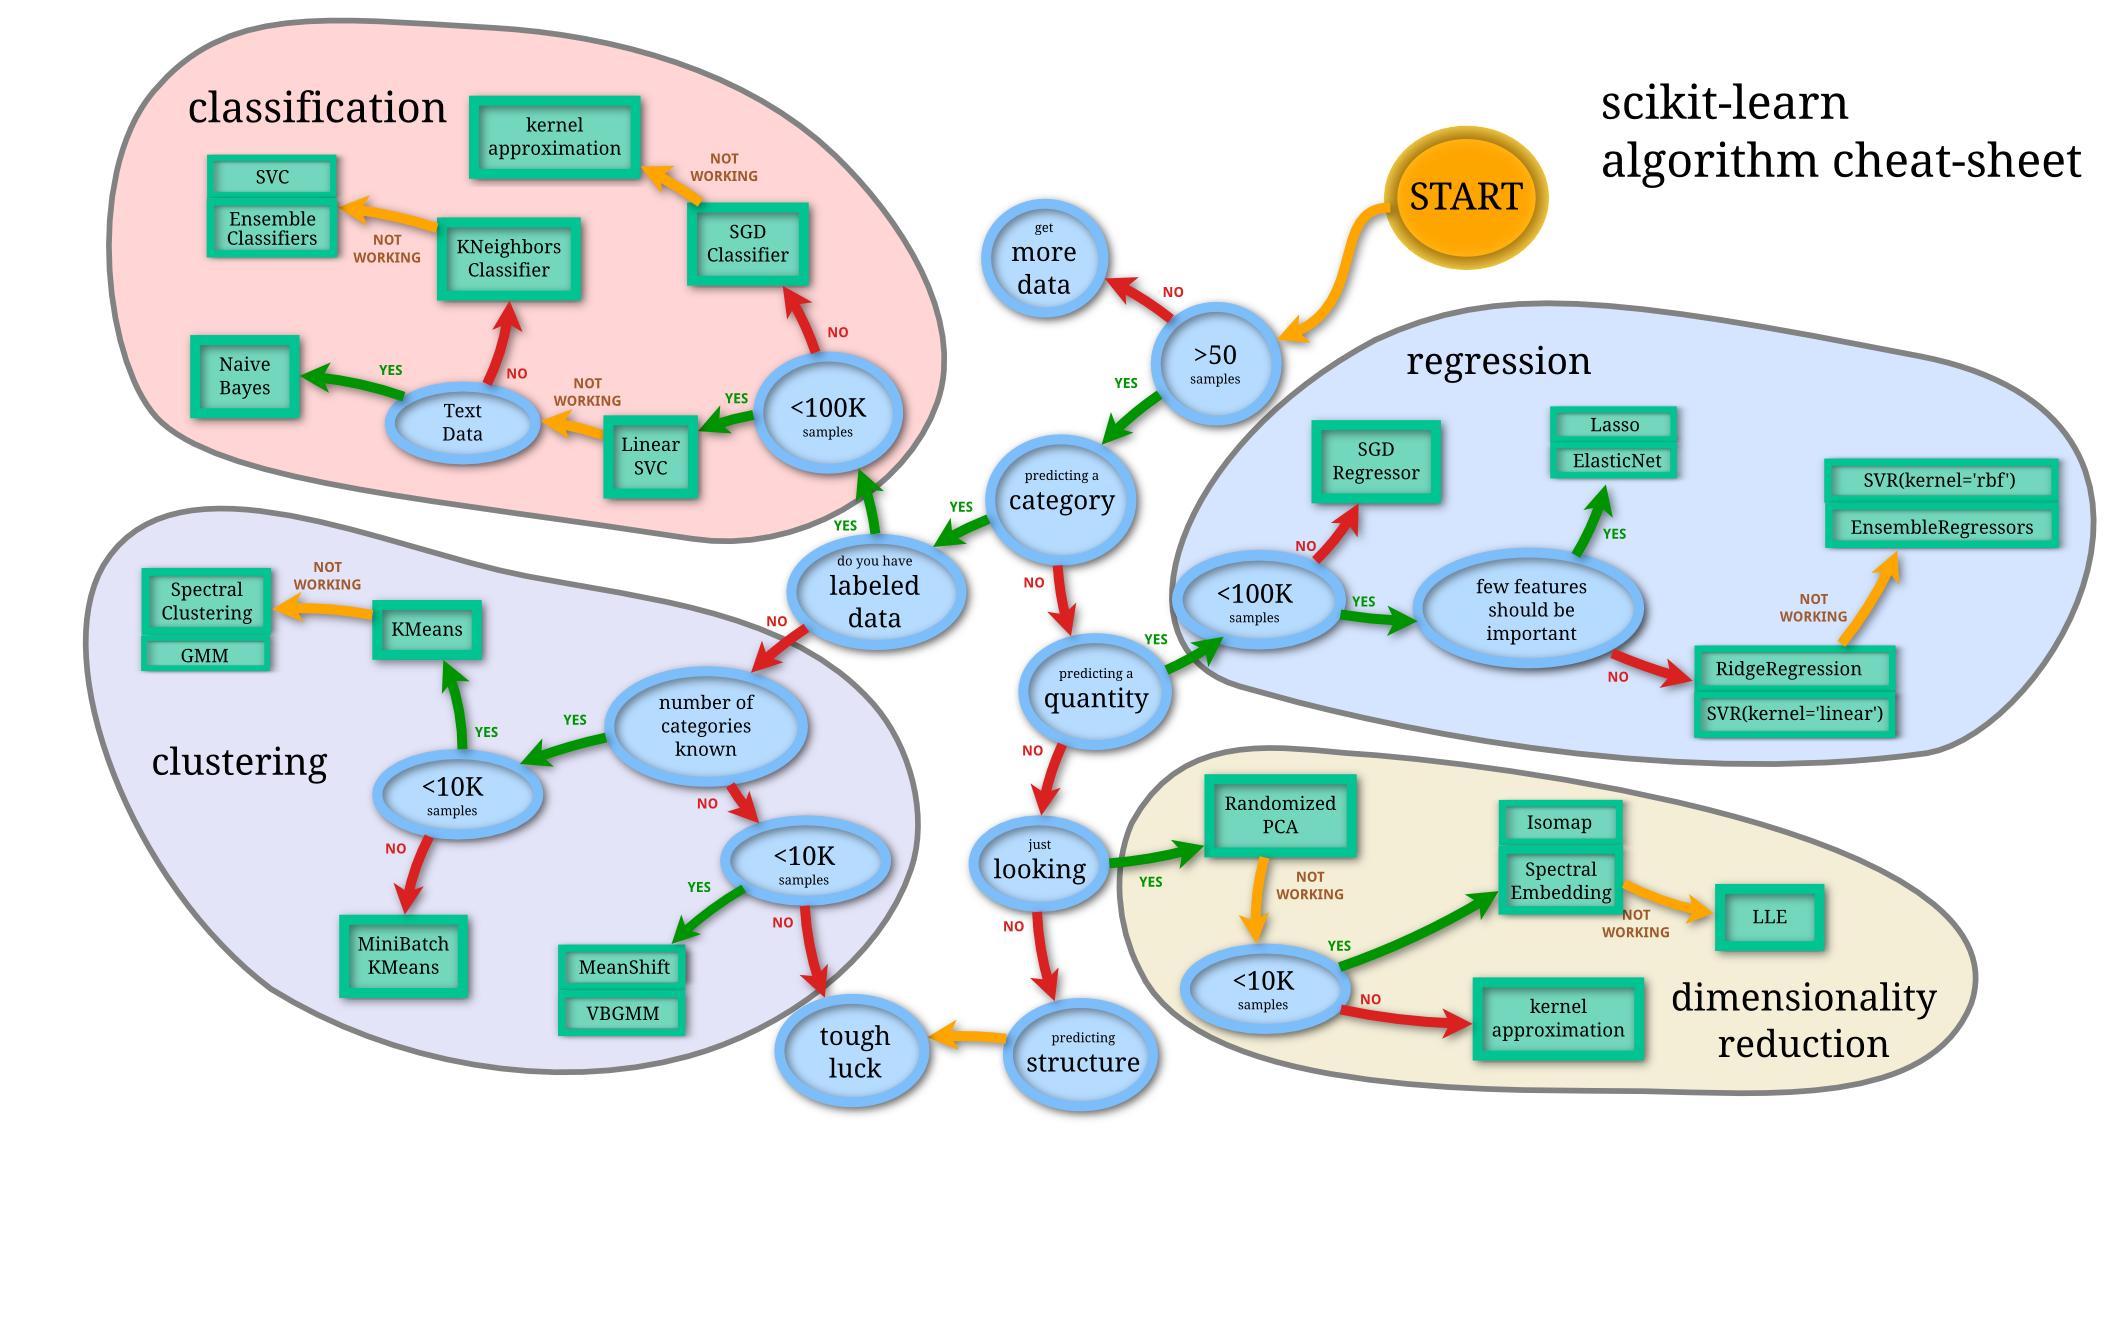 scikit-learn
algorithm cheat-sheet
START
classification
kernel
approximation
NOT
WORKING
SVC
Ensemble
Classifiers
NOT
WORKING
KNeighbors
Classifier
SGD
Classifier
NO
Naive
Bayes
YES
NO
Text
Data
NOT
WORKING
Linear
SVC
YES
<100K
samples
YES
get
more
data
NO
>50
samples
YES
predicting a
category
YES
NO
do you have
labeled
data
NO
predicting a
quantity
YES
NO
just
looking
YES
NO
predicting
structure
tough
luck
regression
SGD
Regressor
NO
<100K
samples
YES
Lasso
ElasticNet
YES
few features
should be
important
NO
SVR(kernel='rbf')
EnsembleRegressors
NOT
WORKING
RidgeRegression
SVR(kernel='linear')
clustering
Spectral
Clustering
GMM
NOT
WORKING
KMeans
YES
<10K
samples
YES
number of
categories
known
NO
NO
MiniBatch
KMeans
<10K
samples
YES
NO
MeanShift
VBGMM
dimensionality
reduction
Randomized
PCA
NOT
WORKING
<10K
samples
YES
NO
Isomap
Spectral
Embedding
NOT
WORKING
LLE
kernel
approximation